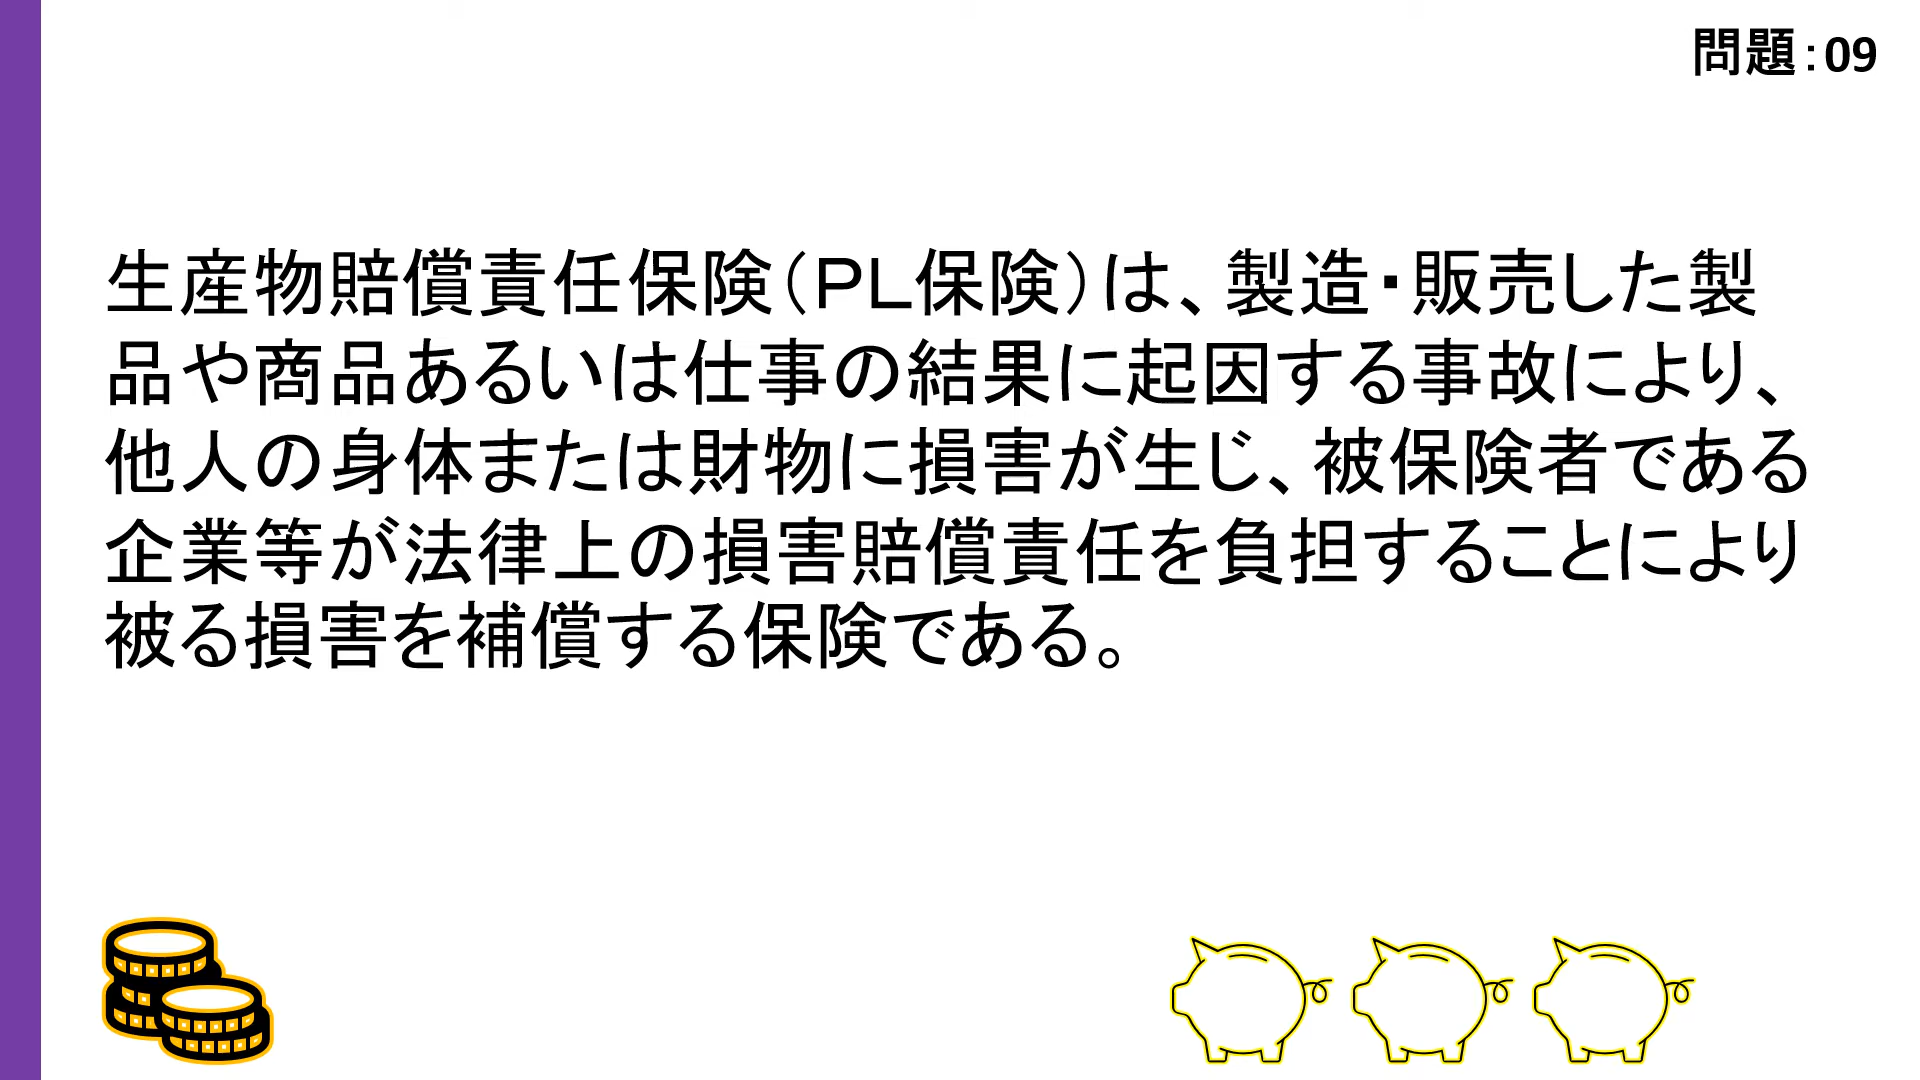 問題：09
生産物賠償責任保険（PL保険）は、製造・販売した製
品や商品あるいは仕事の結果に起因する事故により、
他人の身体または財物に損害が生じ、被保険者である
企業等が法律上の損害賠償責任を負担することにより
被る損害を補償する保険である。